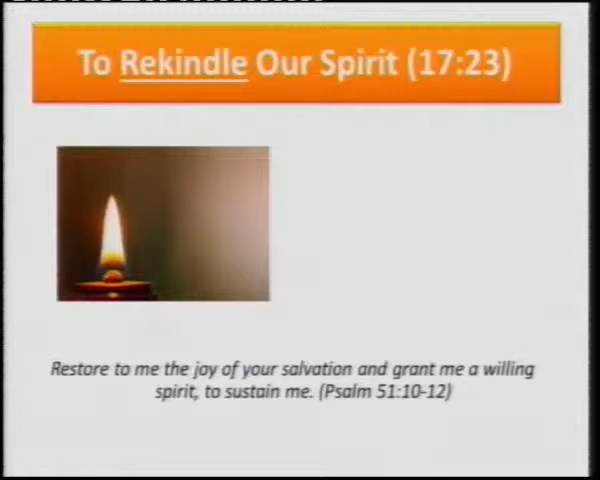 To Rekindle Our Spirit (17:23)
Restore to me the joy of your salvation and grant me a willing
spirit, to sustain me. (Psalm 51:10-12)